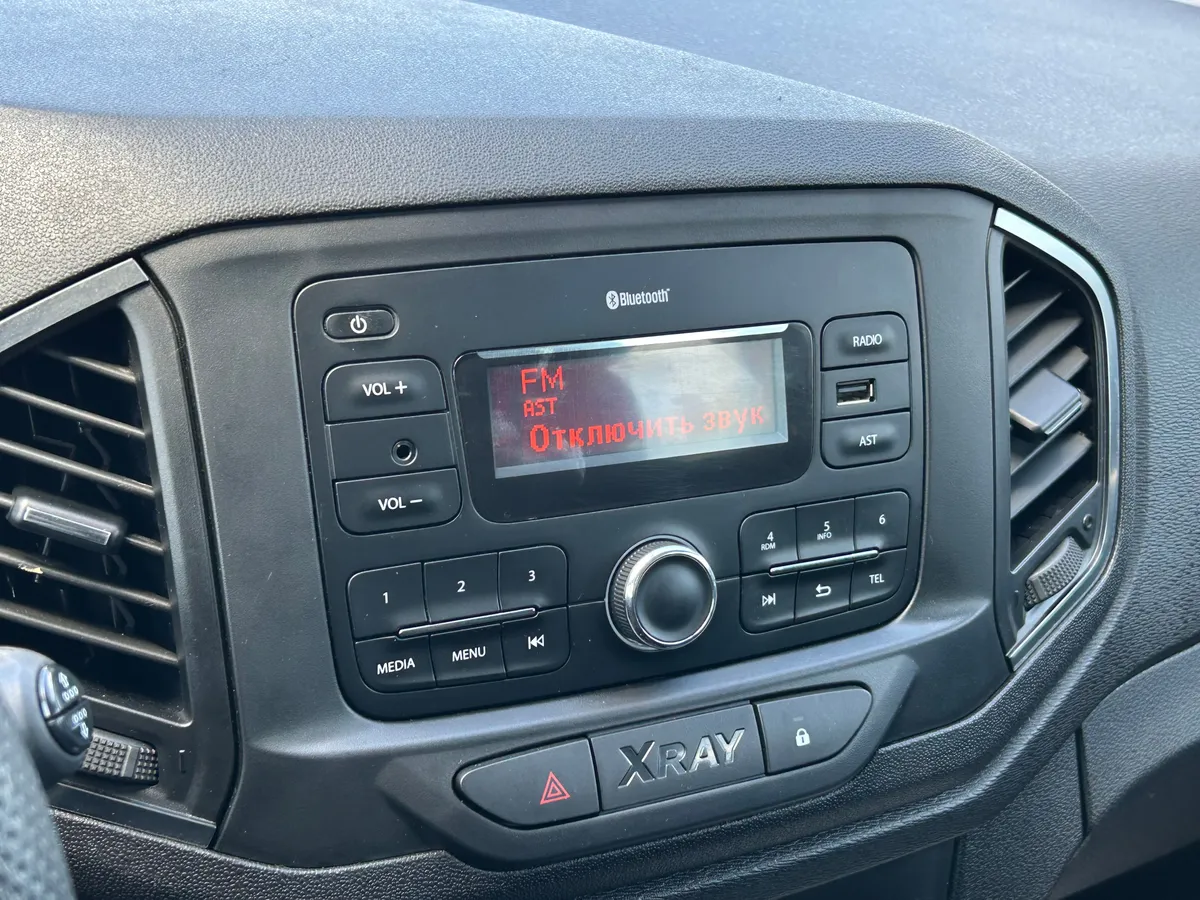 Bluetooth
VOL +
VOL −
FM
AST
Отключить звук
RADIO
AST
1
2
3
MEDIA
MENU
4
RDM
5
INFO
6
TEL
XRAY